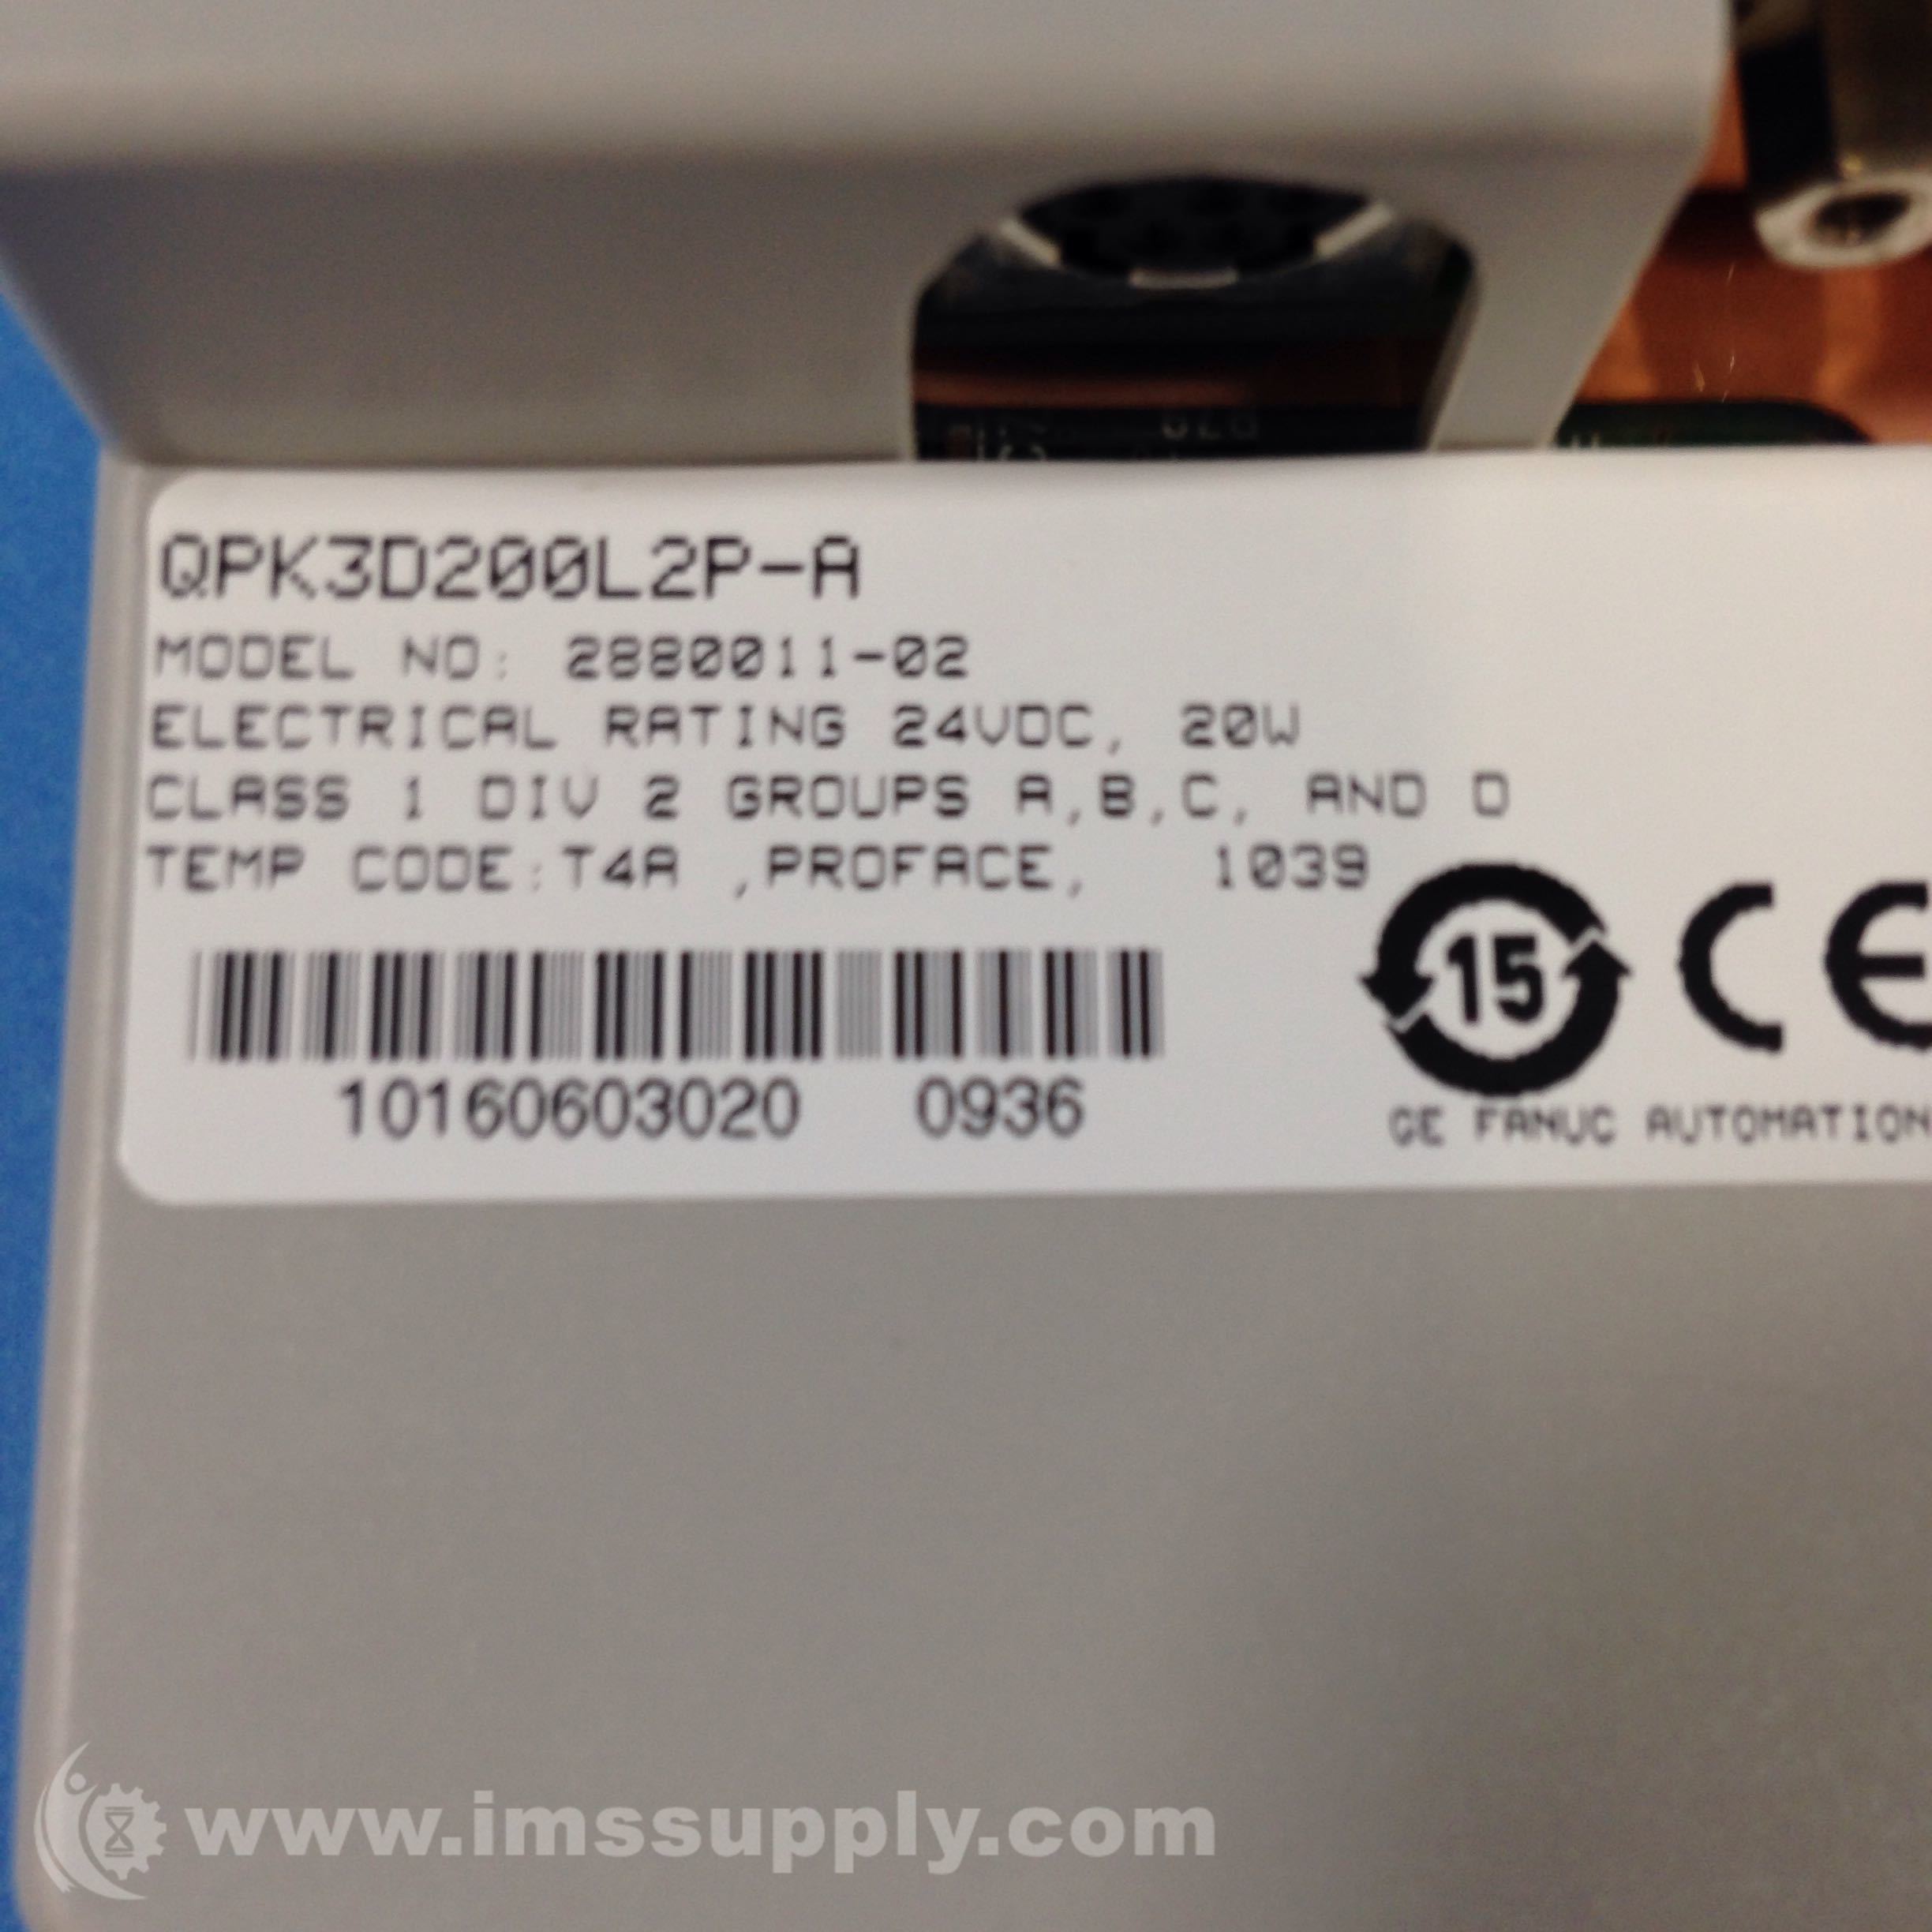 QPK3D200L2P-A
MODEL NO: 2880011-02
ELECTRICAL RATING 24VDC, 20W
CLASS 1 DIV 2 GROUPS A,B,C, AND D
TEMP CODE:T4A ,PROFACE, 1039
15 CE
10160603020 0936
GE FANUC AUTOMATION
www.imssupply.com